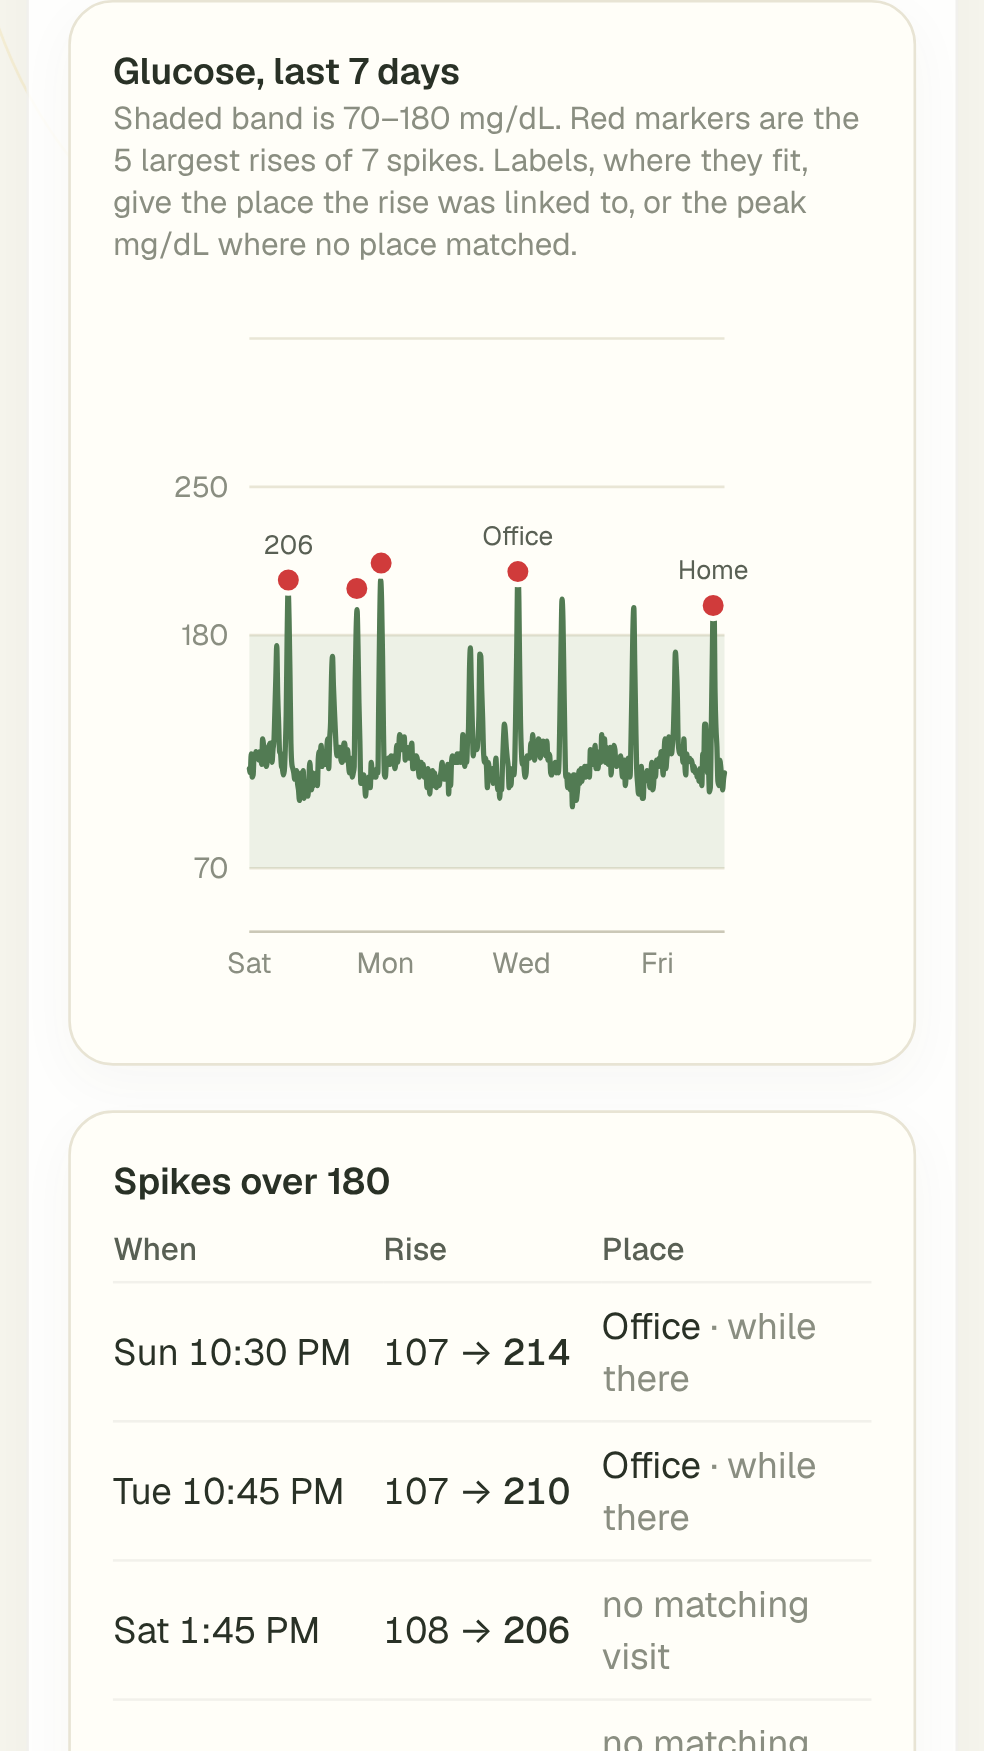 Glucose, last 7 days
Shaded band is 70–180 mg/dL. Red markers are the
5 largest rises of 7 spikes. Labels, where they fit,
give the place the rise was linked to, or the peak
mg/dL where no place matched.
250
206
Office
Home
180
70
Sat Mon Wed Fri
Spikes over 180
When Rise Place
Sun 10:30 PM 107 → 214 Office · while
there
Tue 10:45 PM 107 → 210 Office · while
there
Sat 1:45 PM 108 → 206 no matching
visit
no matching